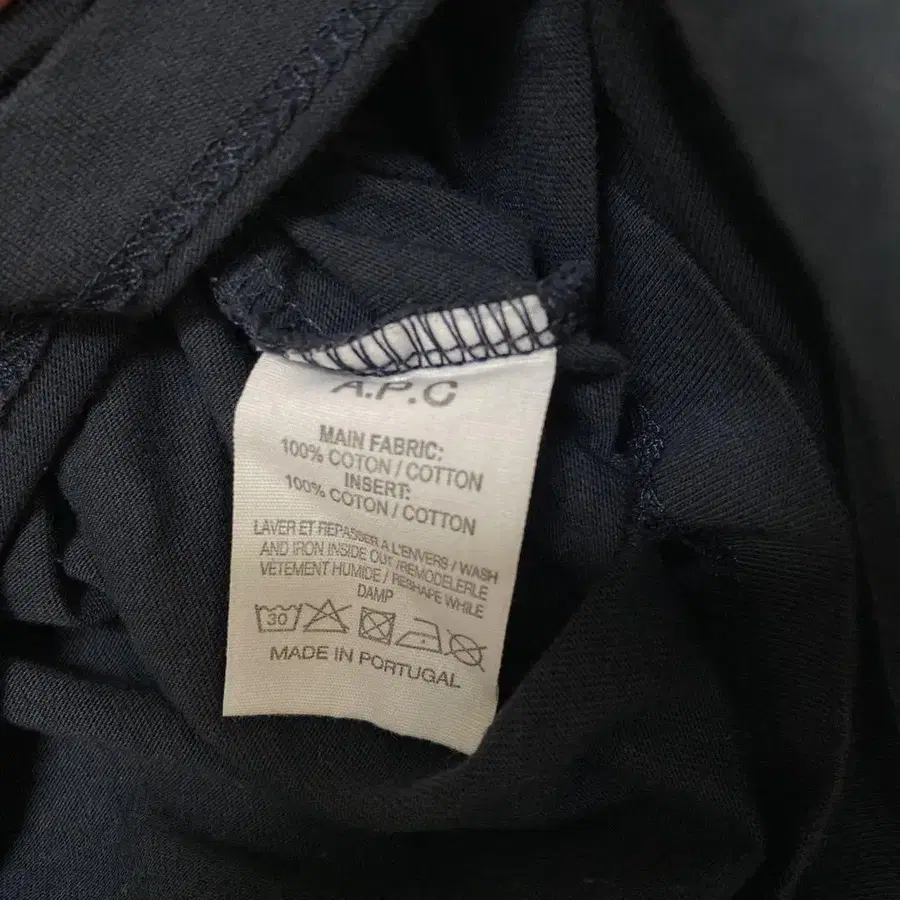 A.P.C
MAIN FABRIC:
100% COTON / COTTON
INSERT:
100% COTON / COTTON
LAVER ET REPASSER A L'ENVERS / WASH
AND IRON INSIDE OUT /REMODELERLE
VETEMENT HUMIDE / RESHAPE WHILE
DAMP
30
MADE IN PORTUGAL